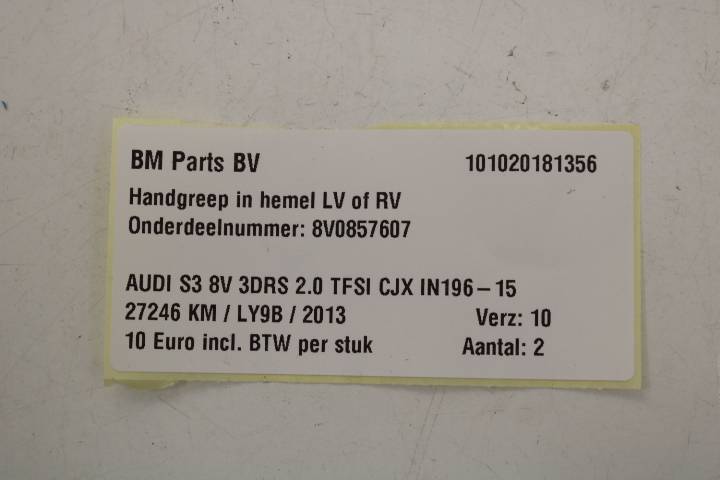 BM Parts BV 101020181356
Handgreep in hemel LV of RV
Onderdeelnummer: 8V0857607
AUDI S3 8V 3DRS 2.0 TFSI CJX IN196-15
27246 KM / LY9B / 2013 Verz: 10
10 Euro incl. BTW per stuk Aantal: 2